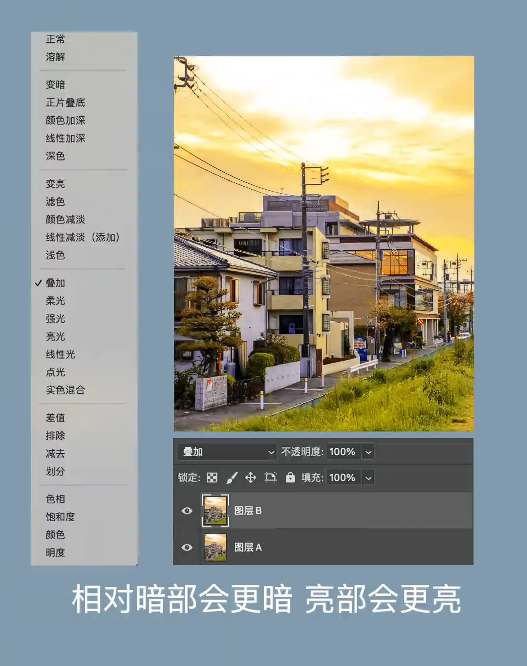 正常
溶解
变暗
正片叠底
颜色加深
线性加深
深色
变亮
滤色
颜色减淡
线性减淡（添加）
浅色
叠加
柔光
强光
亮光
线性光
点光
实色混合
差值
排除
减去
划分
色相
饱和度
颜色
明度
叠加 不透明度: 100%
锁定: 填充: 100%
图层 B
图层 A
相对暗部会更暗 亮部会更亮